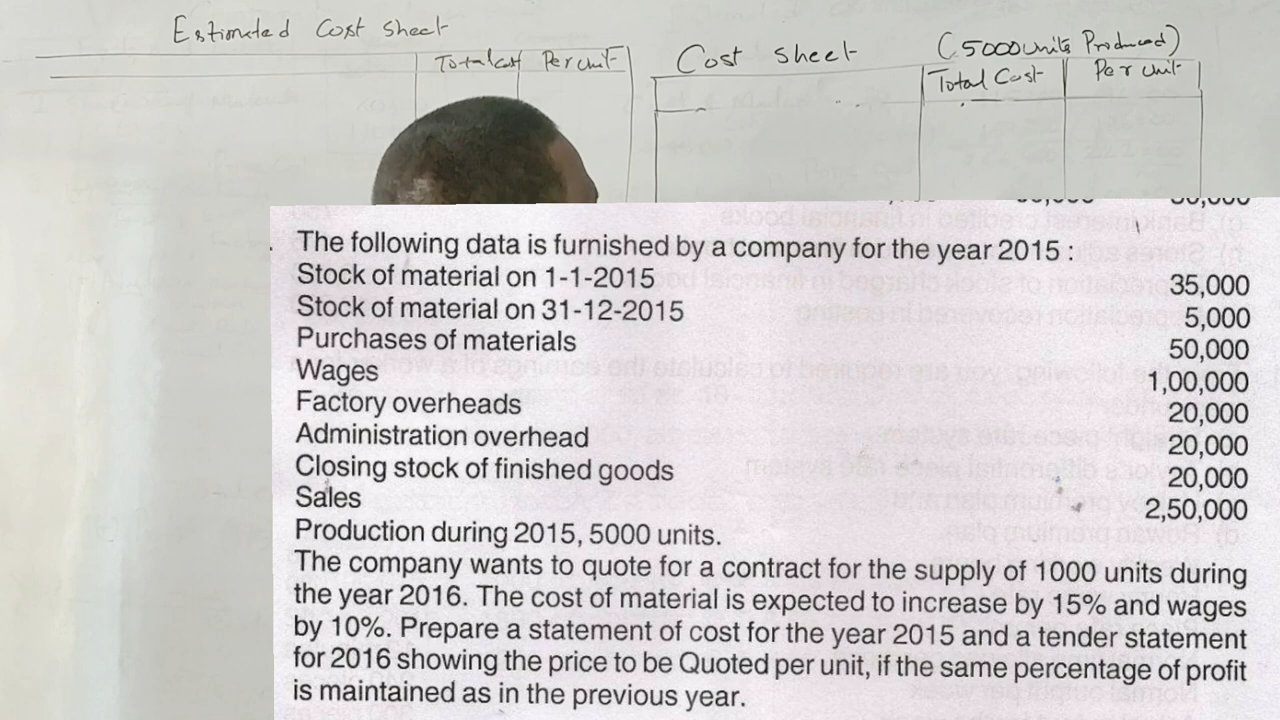 Estimated Cost sheet
Total cost Per unit
Cost sheet (5000 units Produced)
Total Cost Per unit
The following data is furnished by a company for the year 2015 :
Stock of material on 1-1-2015 35,000
Stock of material on 31-12-2015 5,000
Purchases of materials 50,000
Wages 1,00,000
Factory overheads 20,000
Administration overhead 20,000
Closing stock of finished goods 20,000
Sales 2,50,000
Production during 2015, 5000 units.
The company wants to quote for a contract for the supply of 1000 units during
the year 2016. The cost of material is expected to increase by 15% and wages
by 10%. Prepare a statement of cost for the year 2015 and a tender statement
for 2016 showing the price to be Quoted per unit, if the same percentage of profit
is maintained as in the previous year.